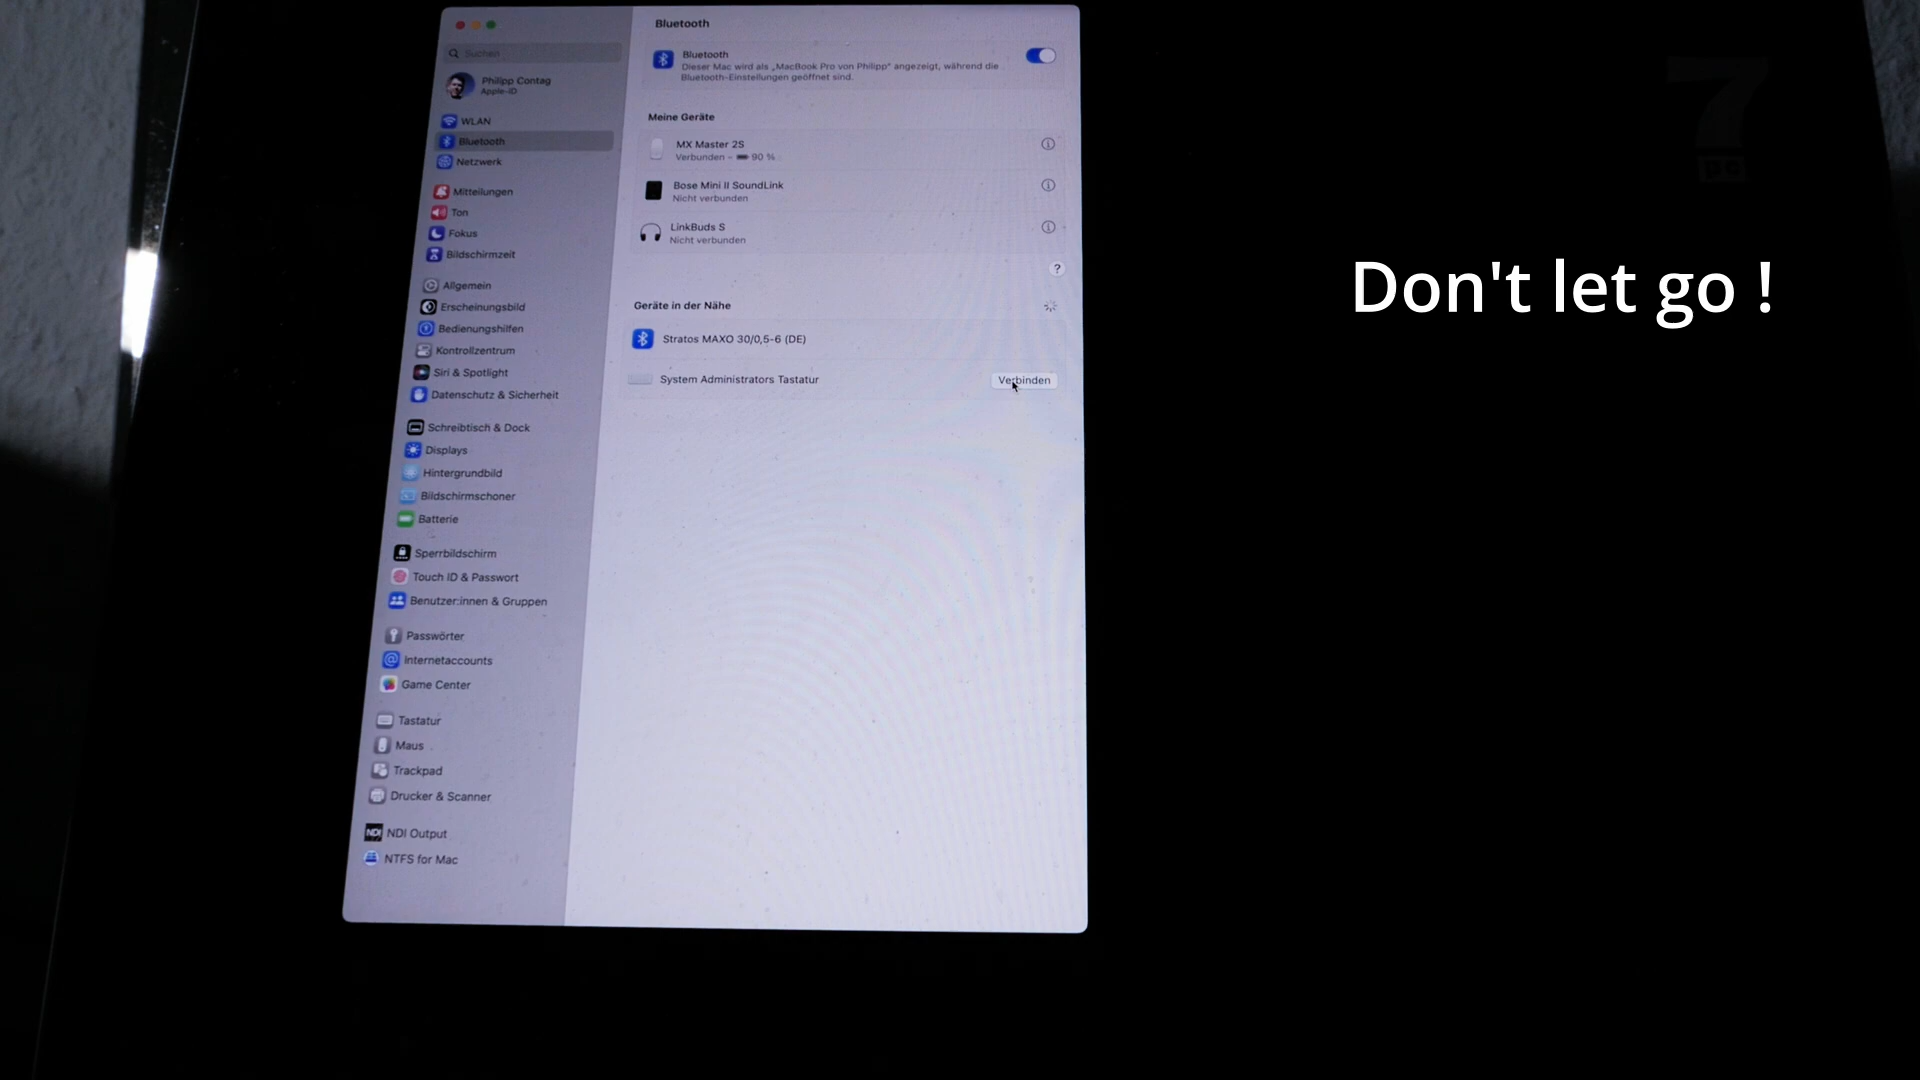 Bluetooth
Suchen
Philipp Contag
Apple-ID
WLAN
Bluetooth
Netzwerk
Mitteilungen
Ton
Fokus
Bildschirmzeit
Allgemein
Erscheinungsbild
Bedienungshilfen
Kontrollzentrum
Siri & Spotlight
Datenschutz & Sicherheit
Schreibtisch & Dock
Displays
Hintergrundbild
Bildschirmschoner
Batterie
Sperrbildschirm
Touch ID & Passwort
Benutzer:innen & Gruppen
Passwörter
Internetaccounts
Game Center
Tastatur
Maus
Trackpad
Drucker & Scanner
NDI Output
NTFS for Mac
Bluetooth
Dieser Mac wird als „MacBook Pro von Philipp“ angezeigt, während die
Bluetooth-Einstellungen geöffnet sind.
Meine Geräte
MX Master 2S
Verbunden – 90 %
Bose Mini II SoundLink
Nicht verbunden
LinkBuds S
Nicht verbunden
?
Geräte in der Nähe
Stratos MAXO 30/0,5-6 (DE)
System Administrators Tastatur
Verbinden
Don't let go !
7
pc